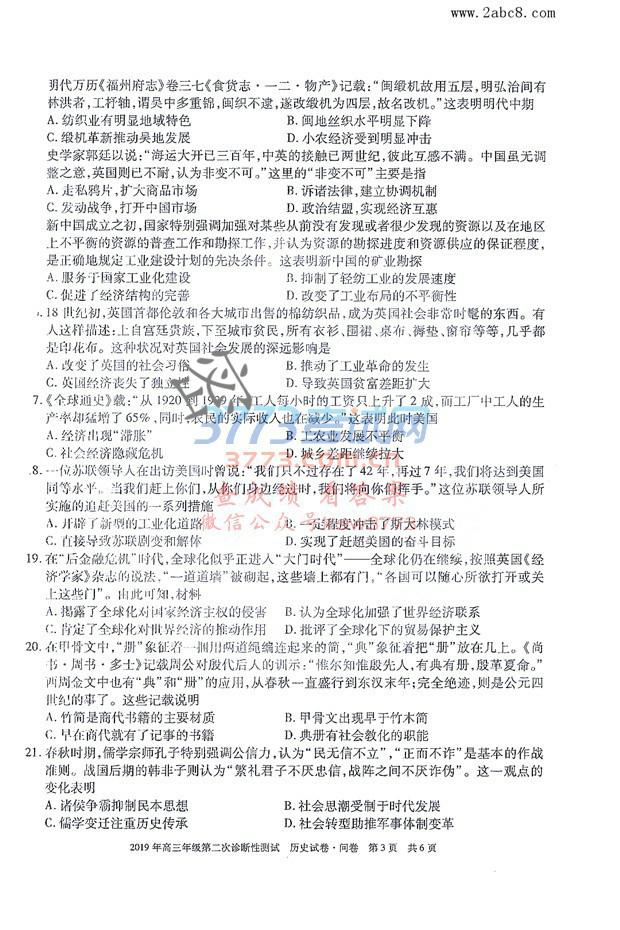 www.2abc8.com
明代万历《福州府志》卷三七《食货志·一二·物产》记载:“闽缎机故用五层,明弘治间有
林洪者,工杼轴,谓吴中多重锦,闽织不逮,遂改缎机为四层,故名改机。”这表明明代中期
A. 纺织业有明显地域特色 B. 闽地丝织水平明显下降
C. 缎机革新推动吴地发展 D. 小农经济受到明显冲击
史学家郭廷以说:“海运大开已三百年,中英的接触已两世纪,彼此互感不满。中国虽无调
整之意,英国则已不耐,认为非变不可。”这里的“非变不可”主要是指
A. 走私鸦片,扩大商品市场 B. 诉诸法律,建立协调机制
C. 发动战争,打开中国市场 D. 政治结盟,实现经济互惠
新中国成立之初,国家特别强调加强对某些从前没有发现或者很少发现的资源以及在地区
上不平衡的资源的普查工作和勘探工作,并认为资源的勘探进度和资源供应的保证程度,
是正确地规定工业建设计划的先决条件。这表明新中国的矿业勘探
A. 服务于国家工业化建设 B. 抑制了轻纺工业的发展速度
C. 促进了经济结构的完善 D. 改变了工业布局的不平衡性
18 世纪初,英国首都伦敦和各大城市出售的棉纺织品,成为英国社会非常时髦的东西。有
人这样描述:上自宫廷贵族,下至城市贫民,所有衣衫、围裙、桌布、褥垫、窗帘等等,几乎都
是印花布。这种状况对英国社会发展的深远影响是
A. 改变了英国的社会习俗 B. 推动了工业革命的发生
C. 英国经济丧失了独立性 D. 导致英国贫富差距扩大
7.《全球通史》载:“从 1920 到 1929 年,工人每小时的工资只上升了 2 成,而工厂中工人的生
产率却猛增了 65%,同时,农民的实际收入也在减少。”这表明此时美国
A. 经济出现“滞胀” B. 工农业发展不平衡
C. 社会经济隐藏危机 D. 城乡差距继续拉大
8. 一位苏联领导人在出访美国时曾说:“我们只不过存在了 42 年,再过 7 年,我们将达到美国
同等水平。当我们赶上你们,从你们身边经过时,我们将向你们挥手。”这位苏联领导人所
实施的追赶美国的一系列措施
A. 开辟了新型的工业化道路 B. 一定程度冲击了斯大林模式
C. 直接导致苏联剧变和解体 D. 实现了赶超美国的奋斗目标
19. 在“后金融危机”时代,全球化似乎正进入“大门时代”——全球化仍在继续,按照英国《经
济学家》杂志的说法,“一道道墙”被砌起,这些墙上都有门,“各国可以随心所欲打开或关
上这些门”。由此可知,材料
A. 揭露了全球化对国家经济主权的侵害 B. 认为全球化加强了世界经济联系
C. 肯定了全球化对世界经济的推动作用 D. 批评了全球化下的贸易保护主义
20. 在甲骨文中,“册”象征着一捆用两道绳编连起来的简,“典”象征着把“册”放在几上。《尚
书·周书·多士》记载周公对殷代后人的训示:“惟尔知惟殷先人,有典有册,殷革夏命。”
西周金文中也有“典”和“册”的应用,从春秋一直盛行到东汉末年;完全绝迹,则是公元四
世纪的事了。这些记载说明
A. 竹简是商代书籍的主要材质 B. 甲骨文出现早于竹木简
C. 早在商代就有了记事的书籍 D. 典册有社会教化的职能
21. 春秋时期,儒学宗师孔子特别强调公信力,认为“民无信不立”,“正而不诈”是基本的作战
准则。战国后期的韩非子则认为“繁礼君子不厌忠信,战阵之间不厌诈伪”。这一观点的
变化表明
A. 诸侯争霸抑制民本思想 B. 社会思潮受制于时代发展
C. 儒学变迁注重历史传承 D. 社会转型助推军事体制变革
2019 年高三年级第二次诊断性测试 历史试卷·问卷 第 3 页 共 6 页
3773考试网
www.3773.com.cn
查成绩 看答案